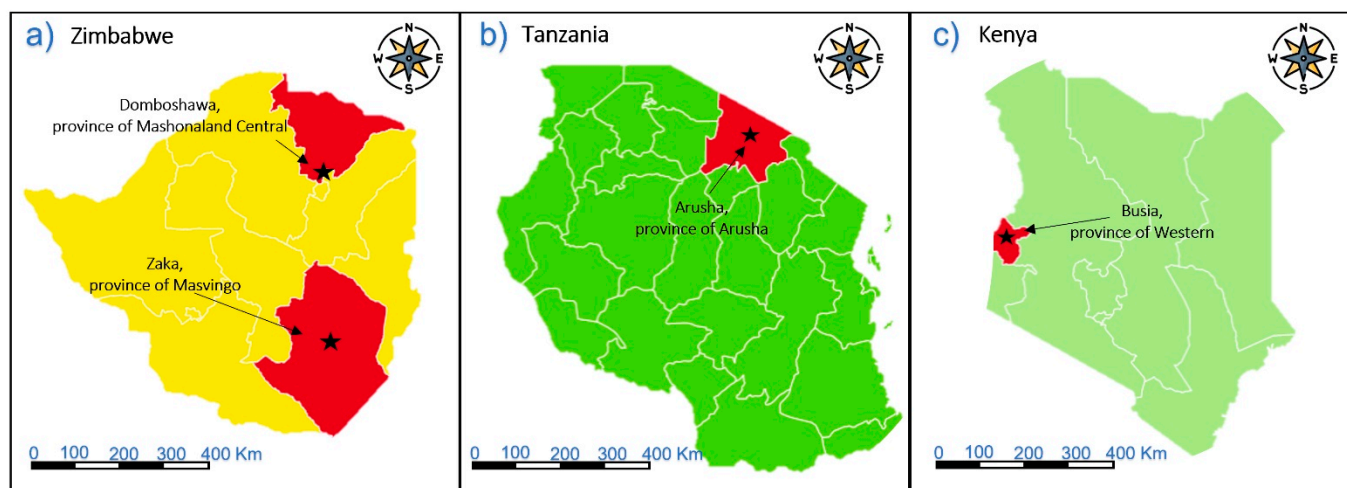 a) Zimbabwe
N
W E
S
Domboshawa,
province of Mashonaland Central
Zaka,
province of Masvingo
0 100 200 300 400 Km
b) Tanzania
N
W E
S
Arusha,
province of Arusha
0 100 200 300 400 Km
c) Kenya
N
W E
S
Busia,
province of Western
0 100 200 300 400 Km